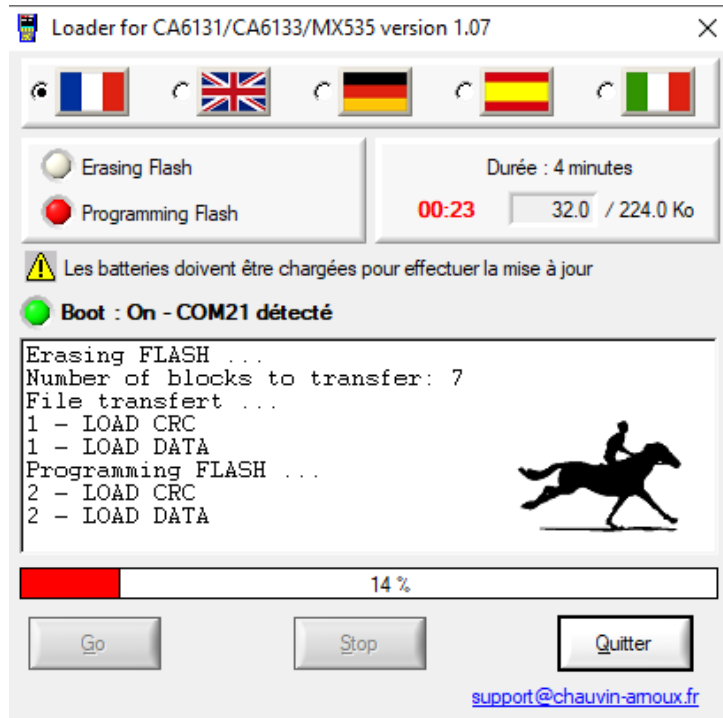 Loader for CA6131/CA6133/MX535 version 1.07
Erasing Flash
Programming Flash
Durée : 4 minutes
00:23 32.0 / 224.0 Ko
Les batteries doivent être chargées pour effectuer la mise à jour
Boot : On - COM21 détecté
Erasing FLASH ...
Number of blocks to transfer: 7
File transfert ...
1 - LOAD CRC
1 - LOAD DATA
Programming FLASH ...
2 - LOAD CRC
2 - LOAD DATA
14 %
Go
Stop
Quitter
support@chauvin-arnoux.fr